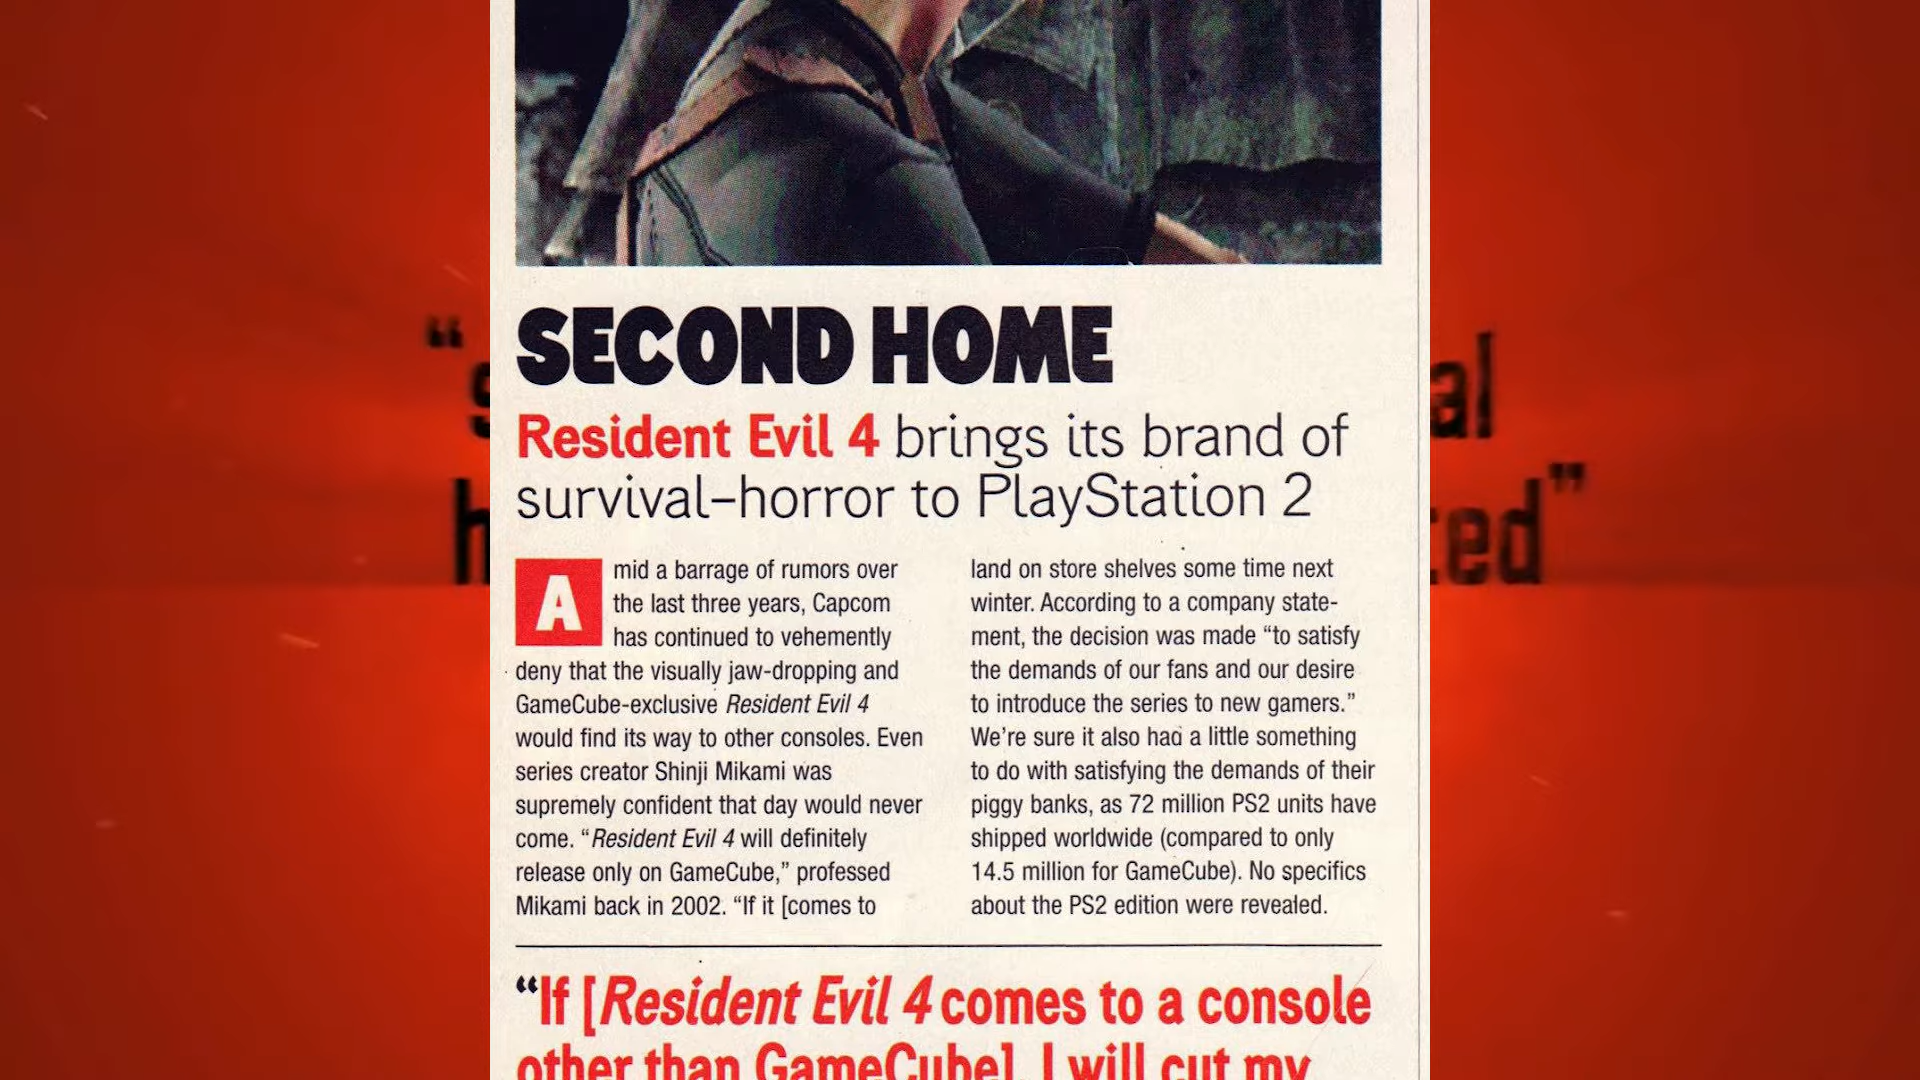 SECOND HOME
Resident Evil 4 brings its brand of
survival-horror to PlayStation 2
Amid a barrage of rumors over
the last three years, Capcom
has continued to vehemently
deny that the visually jaw-dropping and
GameCube-exclusive Resident Evil 4
would find its way to other consoles. Even
series creator Shinji Mikami was
supremely confident that day would never
come. “Resident Evil 4 will definitely
release only on GameCube,” professed
Mikami back in 2002. “If it [comes to
land on store shelves some time next
winter. According to a company state-
ment, the decision was made “to satisfy
the demands of our fans and our desire
to introduce the series to new gamers.”
We’re sure it also had a little something
to do with satisfying the demands of their
piggy banks, as 72 million PS2 units have
shipped worldwide (compared to only
14.5 million for GameCube). No specifics
about the PS2 edition were revealed.
“If [Resident Evil 4 comes to a console
other than GameCube], I will cut my